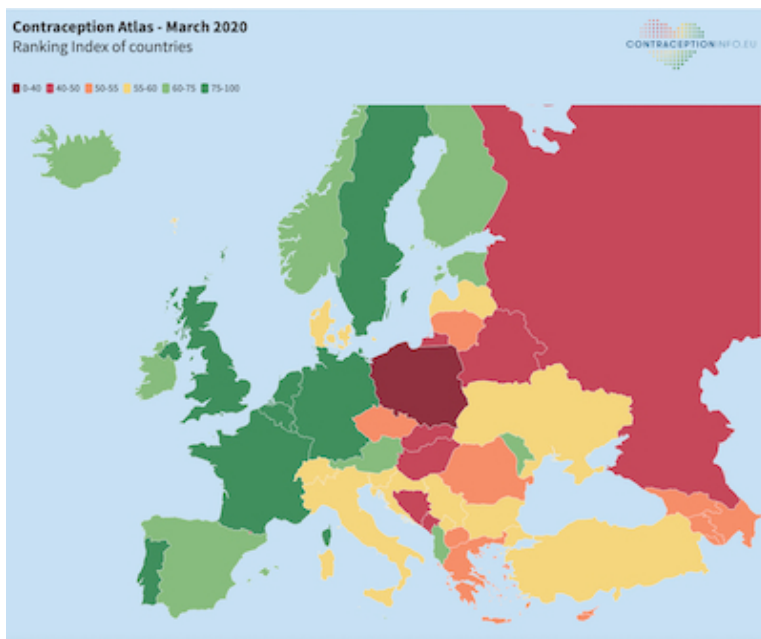 Contraception Atlas - March 2020
Ranking Index of countries
CONTRACEPTIONINFO.EU
0-40 40-50 50-55 55-60 60-75 75-100